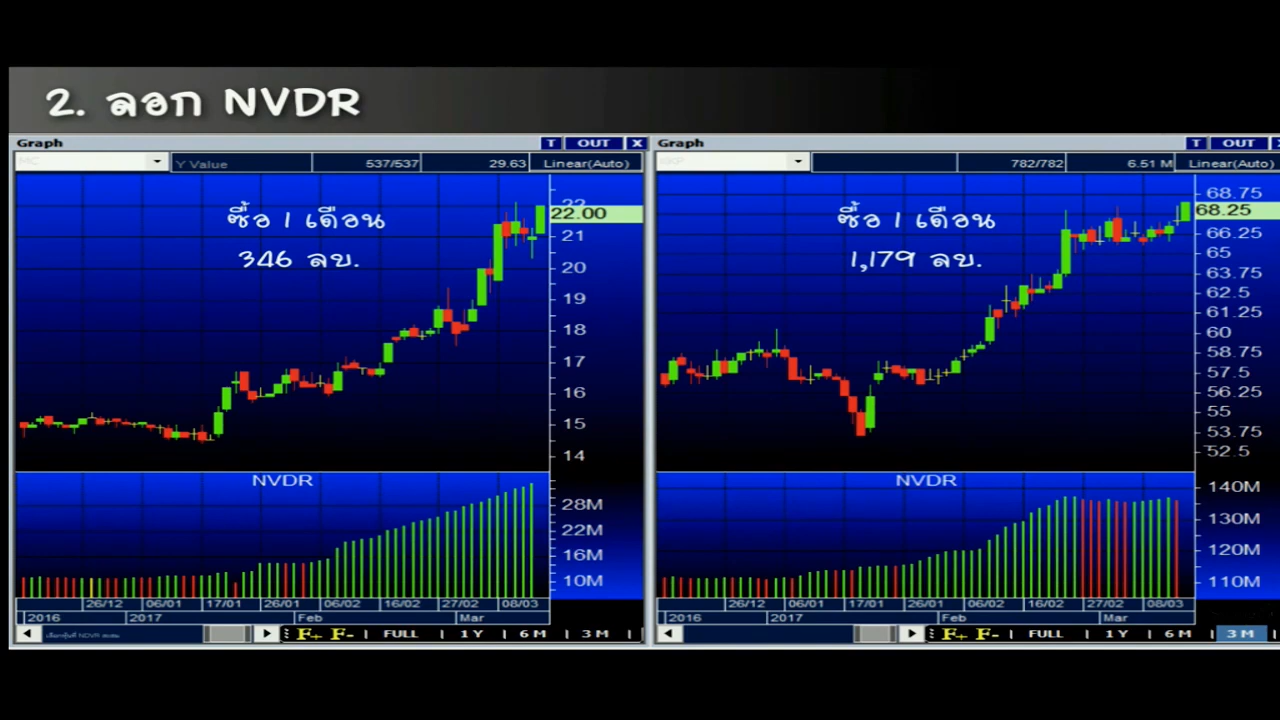 2. ลอก NVDR
Graph T OUT X
MC Y Value 537/537 29.63 Linear(Auto)
ซื้อ 1 เดือน
346 ลบ.
22
22.00
21
20
19
18
17
16
15
14
NVDR
28M
22M
16M
10M
26/12 06/01 17/01 26/01 06/02 16/02 27/02 08/03
2016 2017 Feb Mar
F+ F- FULL 1 Y 6 M 3 M
Graph T OUT
782/782 6.51 M Linear(Auto)
ซื้อ 1 เดือน
1,179 ลบ.
68.75
68.25
66.25
65
63.75
62.5
61.25
60
58.75
57.5
56.25
55
53.75
52.5
NVDR
140M
130M
120M
110M
26/12 06/01 17/01 26/01 06/02 16/02 27/02 08/03
2016 2017 Feb Mar
F+ F- FULL 1 Y 6 M 3 M